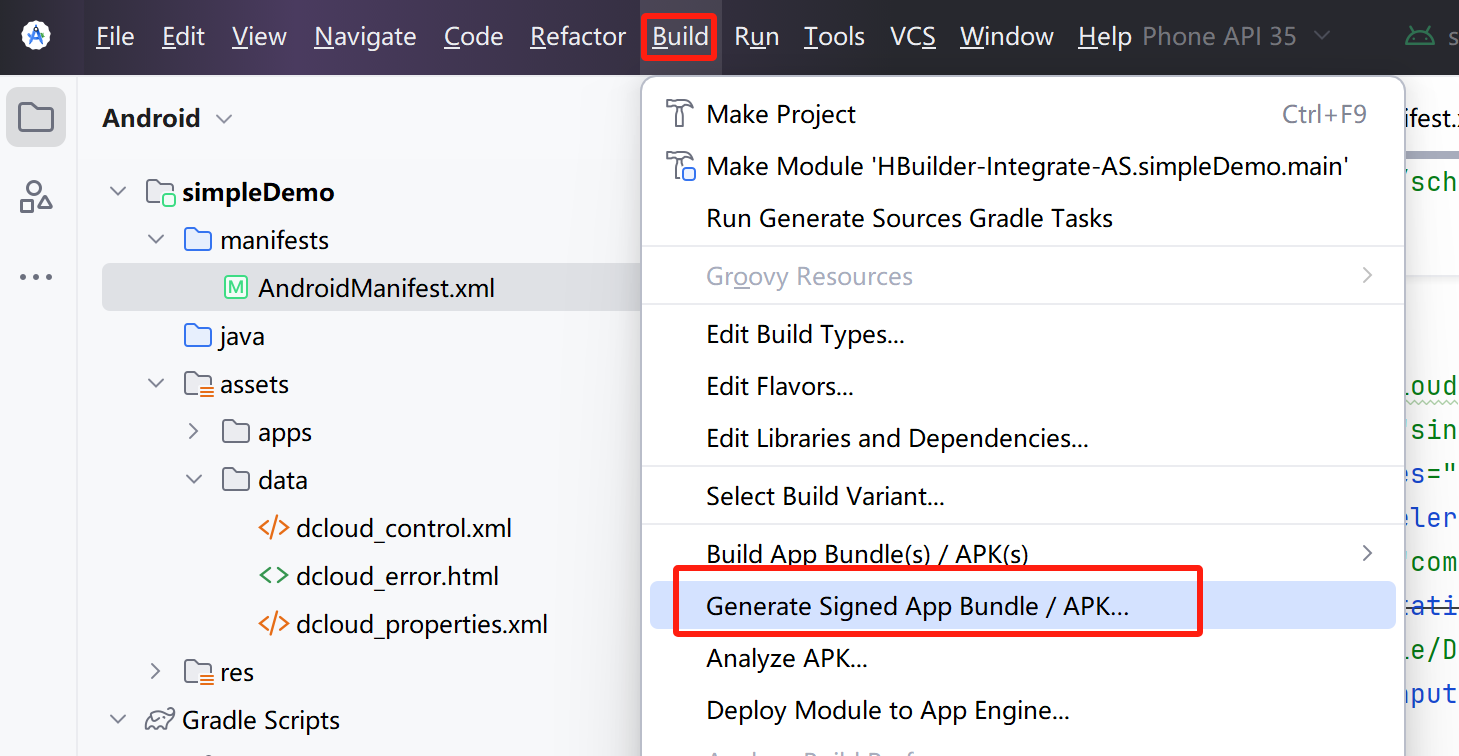 File Edit View Navigate Code Refactor Build Run Tools VCS Window Help Phone API 35 s
Android
simpleDemo
manifests
M AndroidManifest.xml
java
assets
apps
data
dcloud_control.xml
dcloud_error.html
dcloud_properties.xml
res
Gradle Scripts
Make Project Ctrl+F9
Make Module 'HBuilder-Integrate-AS.simpleDemo.main'
Run Generate Sources Gradle Tasks
Groovy Resources
Edit Build Types...
Edit Flavors...
Edit Libraries and Dependencies...
Select Build Variant...
Build App Bundle(s) / APK(s)
Generate Signed App Bundle / APK...
Analyze APK...
Deploy Module to App Engine...
ifest.x
/sch
loud
sin
es="
eler
com
tati
le/D
nput